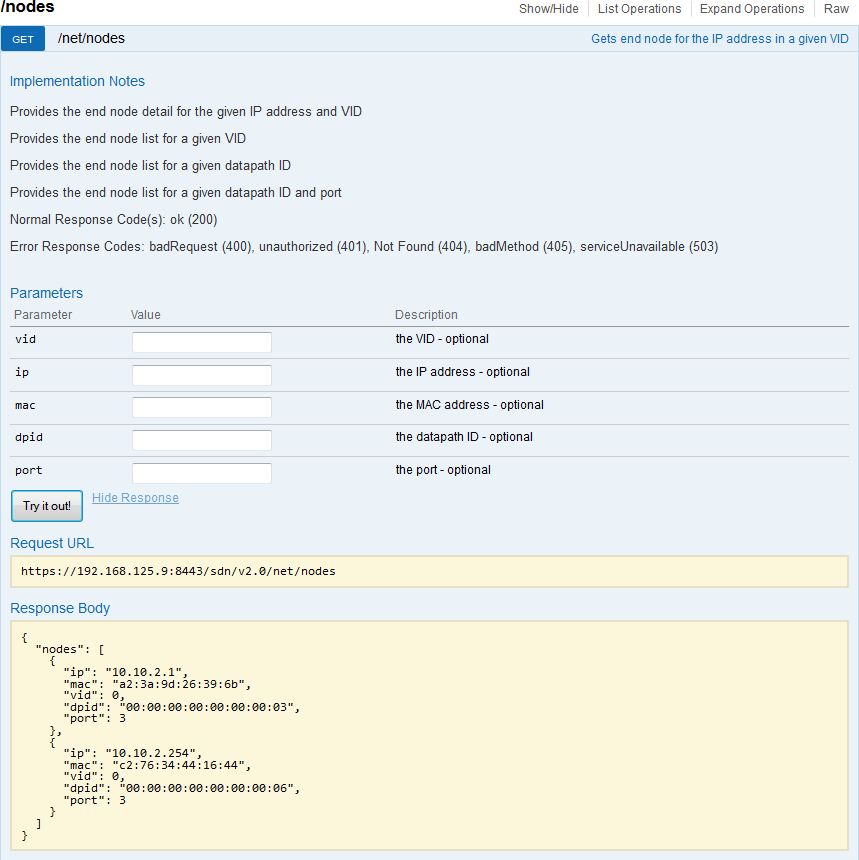 /nodes Show/Hide List Operations Expand Operations Raw
GET /net/nodes Gets end node for the IP address in a given VID
Implementation Notes
Provides the end node detail for the given IP address and VID
Provides the end node list for a given VID
Provides the end node list for a given datapath ID
Provides the end node list for a given datapath ID and port
Normal Response Code(s): ok (200)
Error Response Codes: badRequest (400), unauthorized (401), Not Found (404), badMethod (405), serviceUnavailable (503)
Parameters
Parameter Value Description
vid the VID - optional
ip the IP address - optional
mac the MAC address - optional
dpid the datapath ID - optional
port the port - optional
Try it out! Hide Response
Request URL
https://192.168.125.9:8443/sdn/v2.0/net/nodes
Response Body
{
  "nodes": [
    {
      "ip": "10.10.2.1",
      "mac": "a2:3a:9d:26:39:6b",
      "vid": 0,
      "dpid": "00:00:00:00:00:00:00:03",
      "port": 3
    },
    {
      "ip": "10.10.2.254",
      "mac": "c2:76:34:44:16:44",
      "vid": 0,
      "dpid": "00:00:00:00:00:00:00:06",
      "port": 3
    }
  ]
}